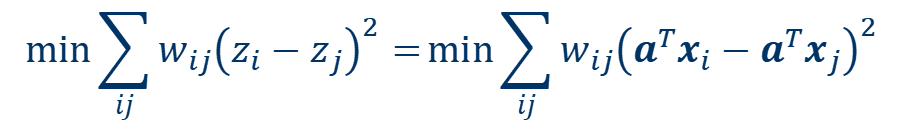 min ∑_{ij} w_{ij}(z_i − z_j)^2 = min ∑_{ij} w_{ij}(a^T x_i − a^T x_j)^2